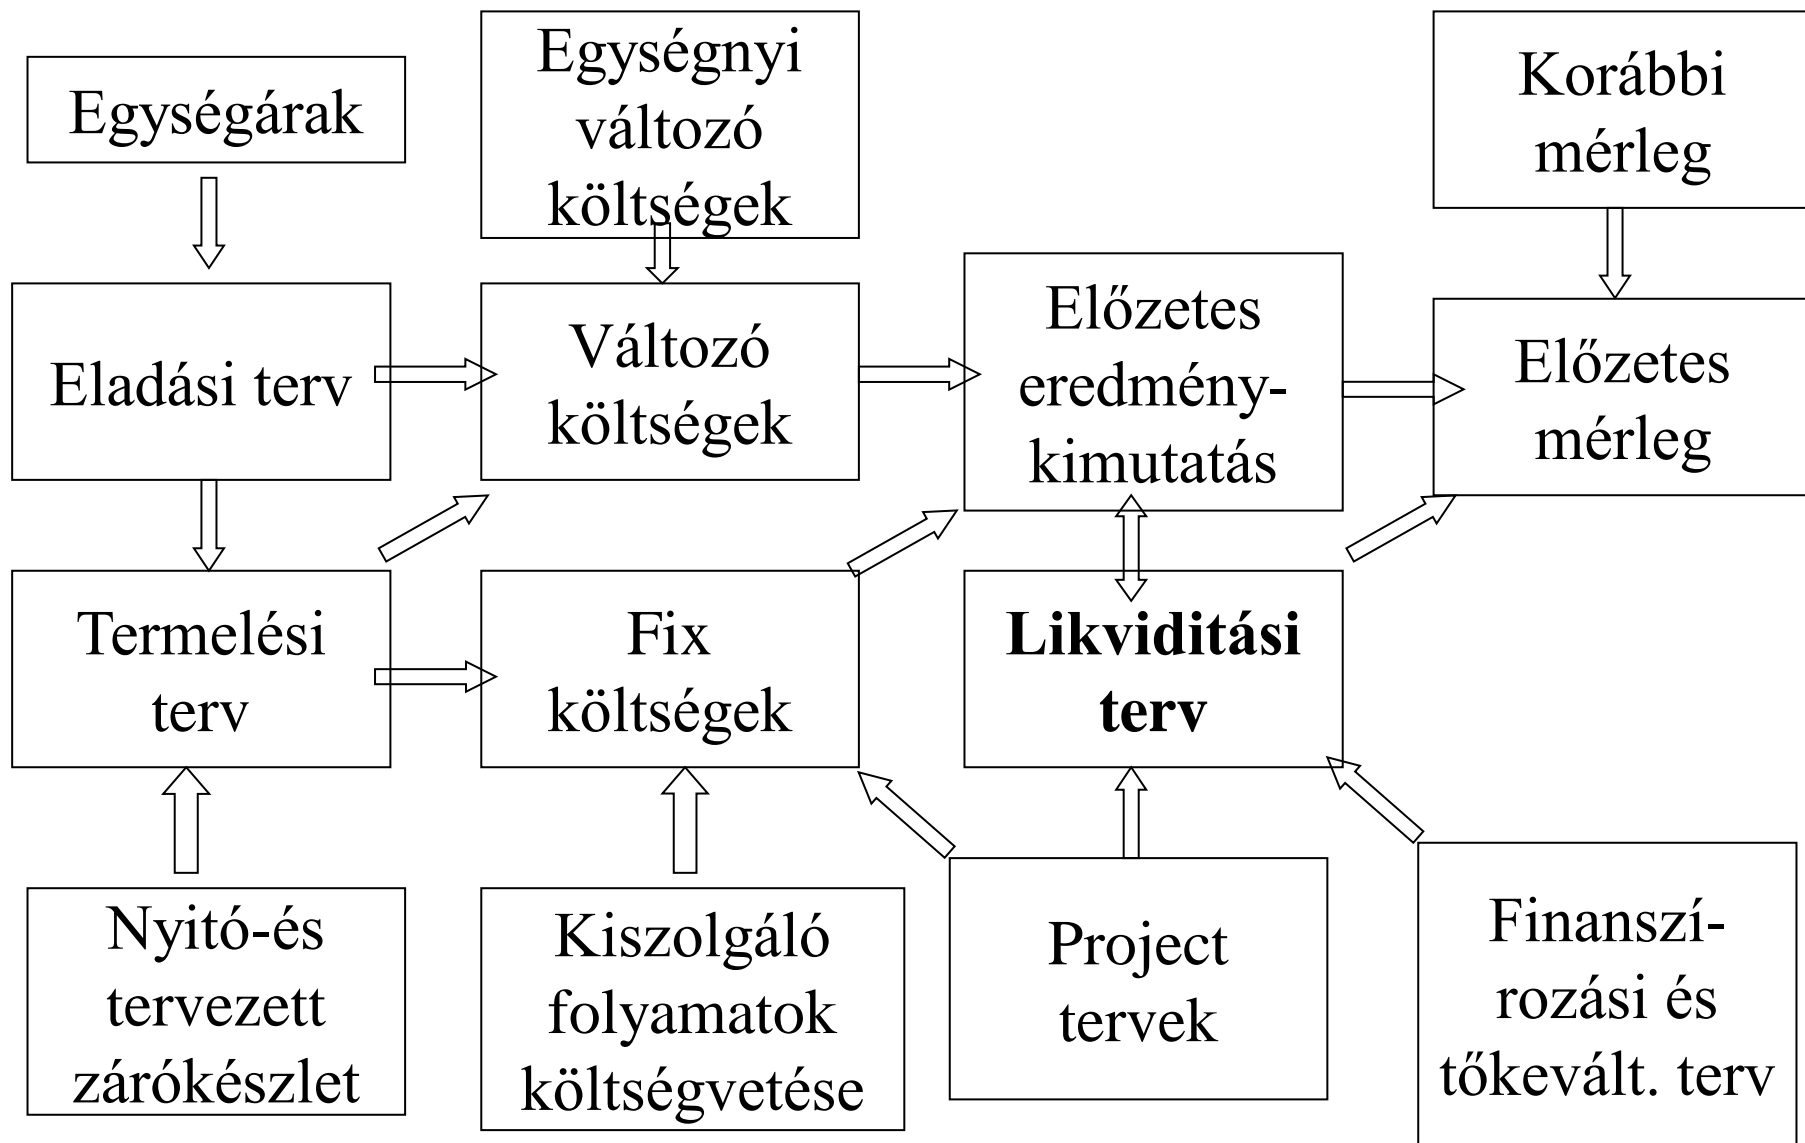 Egységárak
Egységnyi
változó
költségek
Korábbi
mérleg
Eladási terv
Változó
költségek
Előzetes
eredmény-
kimutatás
Előzetes
mérleg
Termelési
terv
Fix
költségek
Likviditási
terv
Nyitó-és
tervezett
zárókészlet
Kiszolgáló
folyamatok
költségvetése
Project
tervek
Finanszí-
rozási és
tőkevált. terv